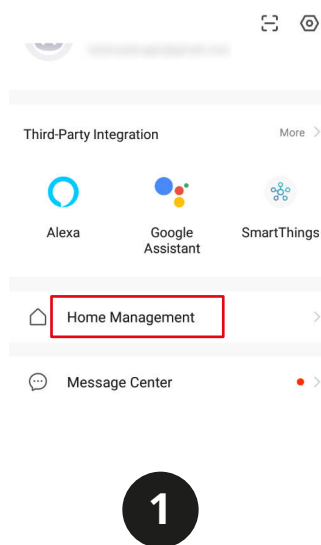 Third-Party Integration
More
Alexa
Google
Assistant
SmartThings
Home Management
Message Center
1